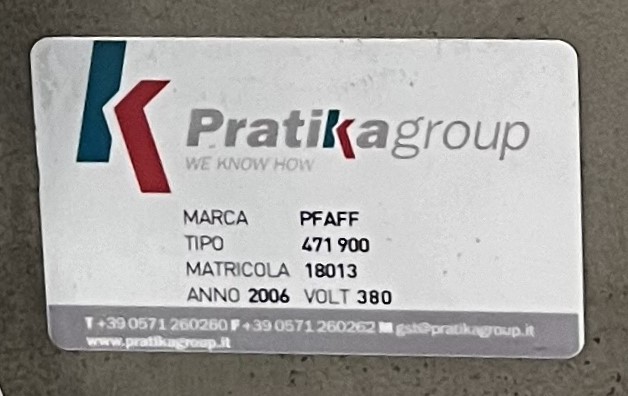 Pratikagroup
WE KNOW HOW
MARCA PFAFF
TIPO 471 900
MATRICOLA 18013
ANNO 2006 VOLT 380
T +39 0571 260260 F +39 0571 260262 M gst@pratikagroup.it
www.pratikagroup.it